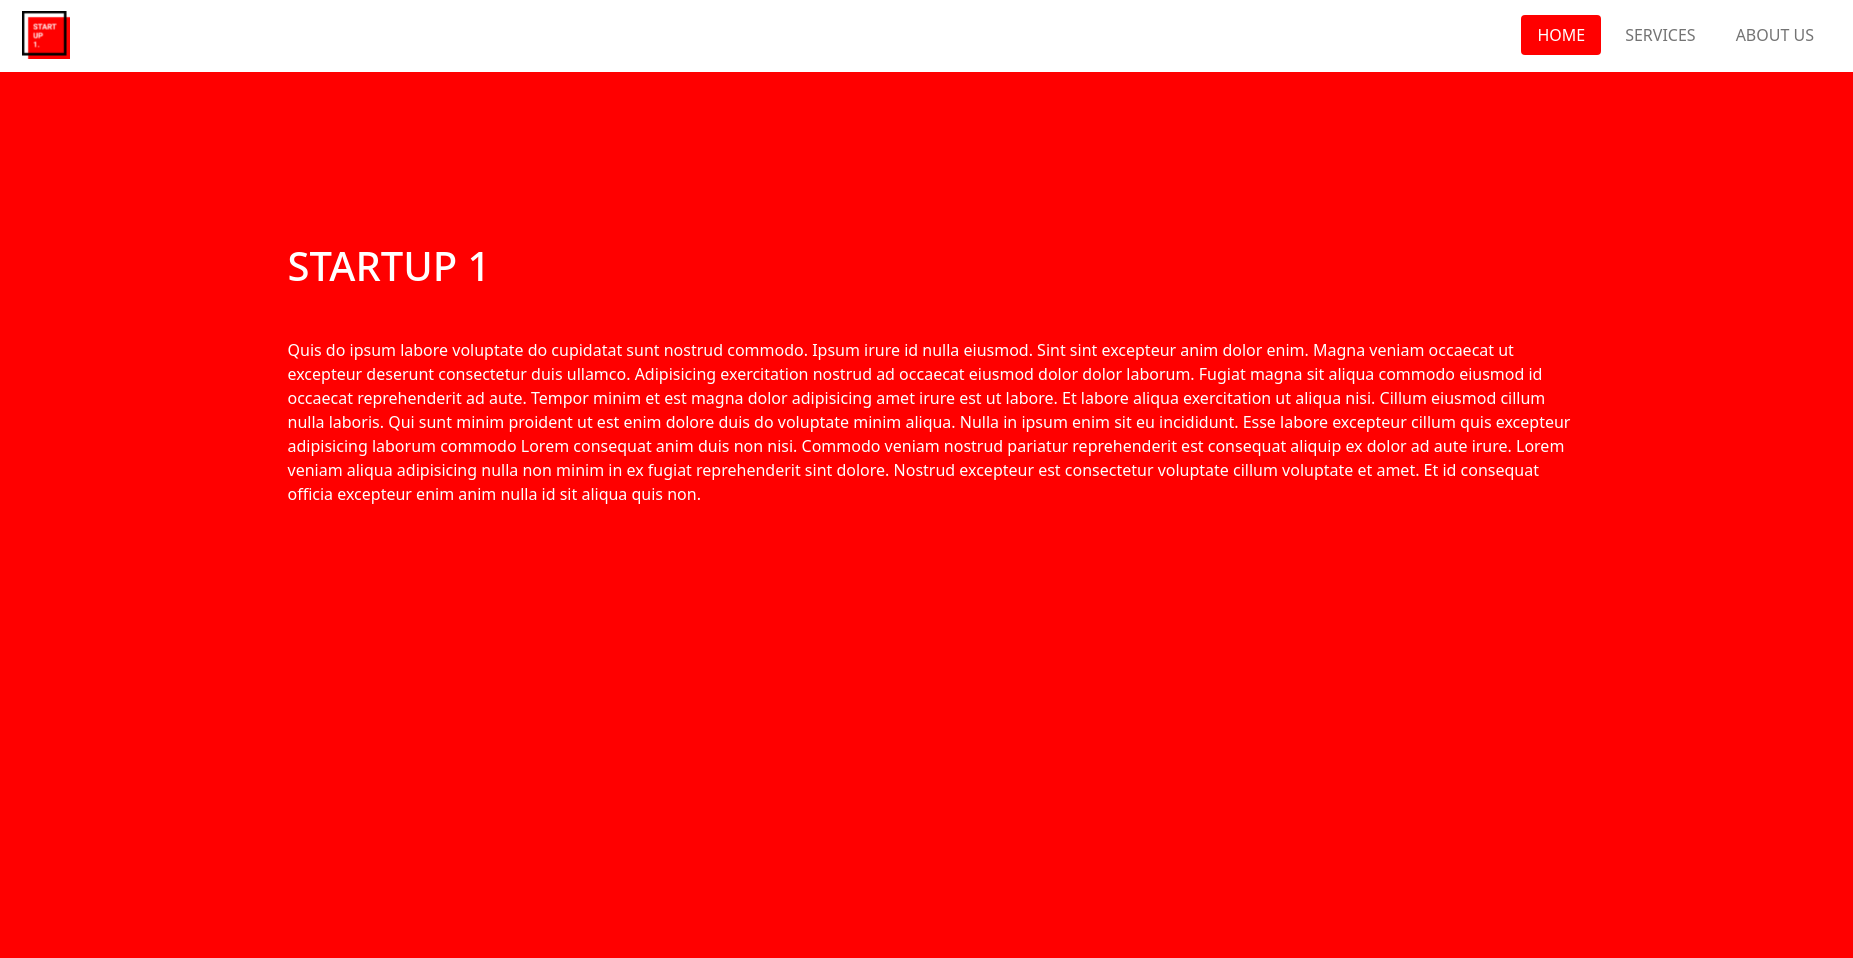 START
UP
1.
HOME SERVICES ABOUT US
STARTUP 1
Quis do ipsum labore voluptate do cupidatat sunt nostrud commodo. Ipsum irure id nulla eiusmod. Sint sint excepteur anim dolor enim. Magna veniam occaecat ut
excepteur deserunt consectetur duis ullamco. Adipisicing exercitation nostrud ad occaecat eiusmod dolor dolor laborum. Fugiat magna sit aliqua commodo eiusmod id
occaecat reprehenderit ad aute. Tempor minim et est magna dolor adipisicing amet irure est ut labore. Et labore aliqua exercitation ut aliqua nisi. Cillum eiusmod cillum
nulla laboris. Qui sunt minim proident ut est enim dolore duis do voluptate minim aliqua. Nulla in ipsum enim sit eu incididunt. Esse labore excepteur cillum quis excepteur
adipisicing laborum commodo Lorem consequat anim duis non nisi. Commodo veniam nostrud pariatur reprehenderit est consequat aliquip ex dolor ad aute irure. Lorem
veniam aliqua adipisicing nulla non minim in ex fugiat reprehenderit sint dolore. Nostrud excepteur est consectetur voluptate cillum voluptate et amet. Et id consequat
officia excepteur enim anim nulla id sit aliqua quis non.